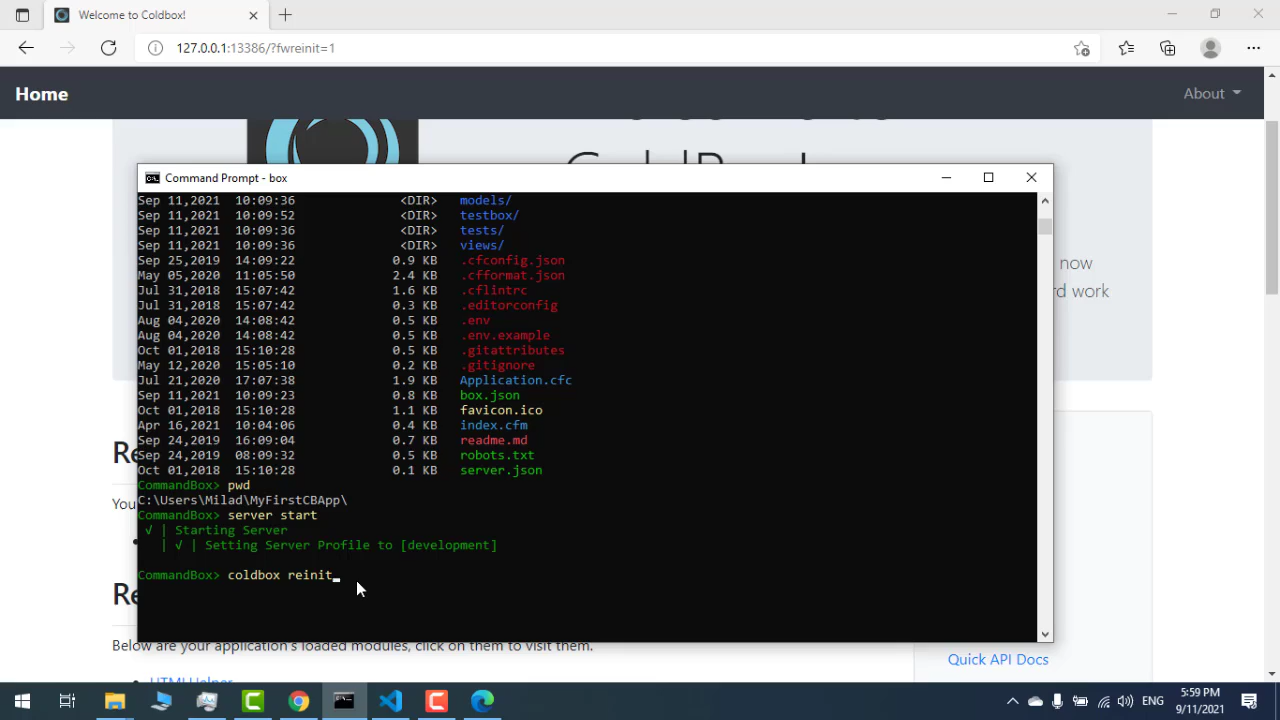 Welcome to Coldbox!
127.0.0.1:13386/?fwreinit=1
Home
About
ColdBox!
now
rd work
Command Prompt - box
Sep 11,2021 10:09:36 <DIR> models/
Sep 11,2021 10:09:52 <DIR> testbox/
Sep 11,2021 10:09:36 <DIR> tests/
Sep 11,2021 10:09:36 <DIR> views/
Sep 25,2019 14:09:22 0.9 KB .cfconfig.json
May 05,2020 11:05:50 2.4 KB .cfformat.json
Jul 31,2018 15:07:42 1.6 KB .cflintrc
Jul 31,2018 15:07:42 0.3 KB .editorconfig
Aug 04,2020 14:08:42 0.5 KB .env
Aug 04,2020 14:08:42 0.5 KB .env.example
Oct 01,2018 15:10:28 0.5 KB .gitattributes
May 12,2020 15:05:10 0.2 KB .gitignore
Jul 21,2020 17:07:38 1.9 KB Application.cfc
Sep 11,2021 10:09:23 0.8 KB box.json
Oct 01,2018 15:10:28 1.1 KB favicon.ico
Apr 16,2021 10:04:06 0.4 KB index.cfm
Sep 24,2019 16:09:04 0.7 KB readme.md
Sep 24,2019 08:09:32 0.5 KB robots.txt
Oct 01,2018 15:10:28 0.1 KB server.json
CommandBox> pwd
C:\Users\Milad\MyFirstCBApp\
CommandBox> server start
√ | Starting Server
| √ | Setting Server Profile to [development]
CommandBox> coldbox reinit_
Re
You
Re
Below are your application's loaded modules, click on them to visit them.
HTMLHelper
Quick API Docs
ENG
5:59 PM
9/11/2021